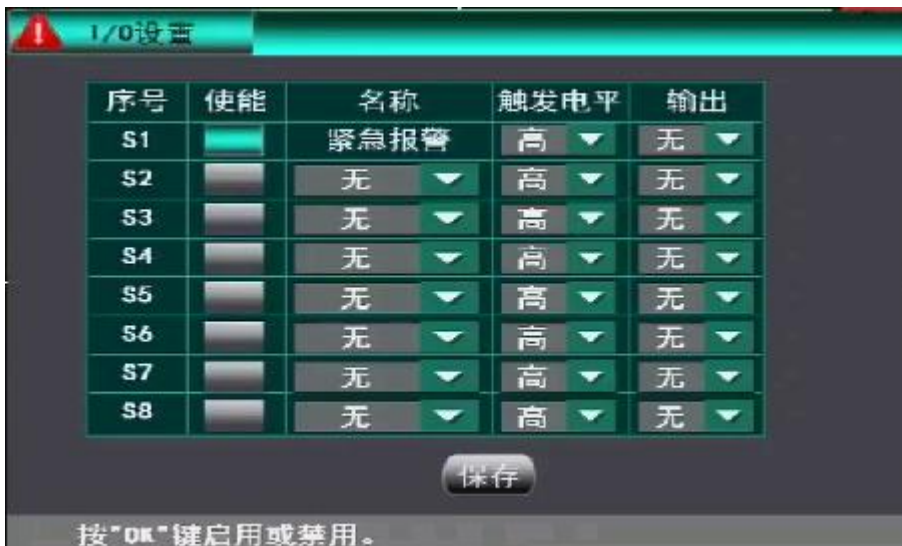 I/O设置
序号 使能 名称 触发电平 输出
S1 紧急报警 高 无
S2 无 高 无
S3 无 高 无
S4 无 高 无
S5 无 高 无
S6 无 高 无
S7 无 高 无
S8 无 高 无
保存
按"OK"键启用或禁用。